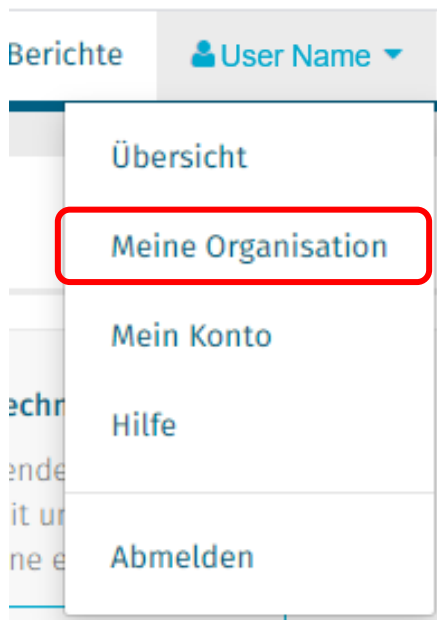 Berichte
User Name
Übersicht
Meine Organisation
Mein Konto
Hilfe
Abmelden